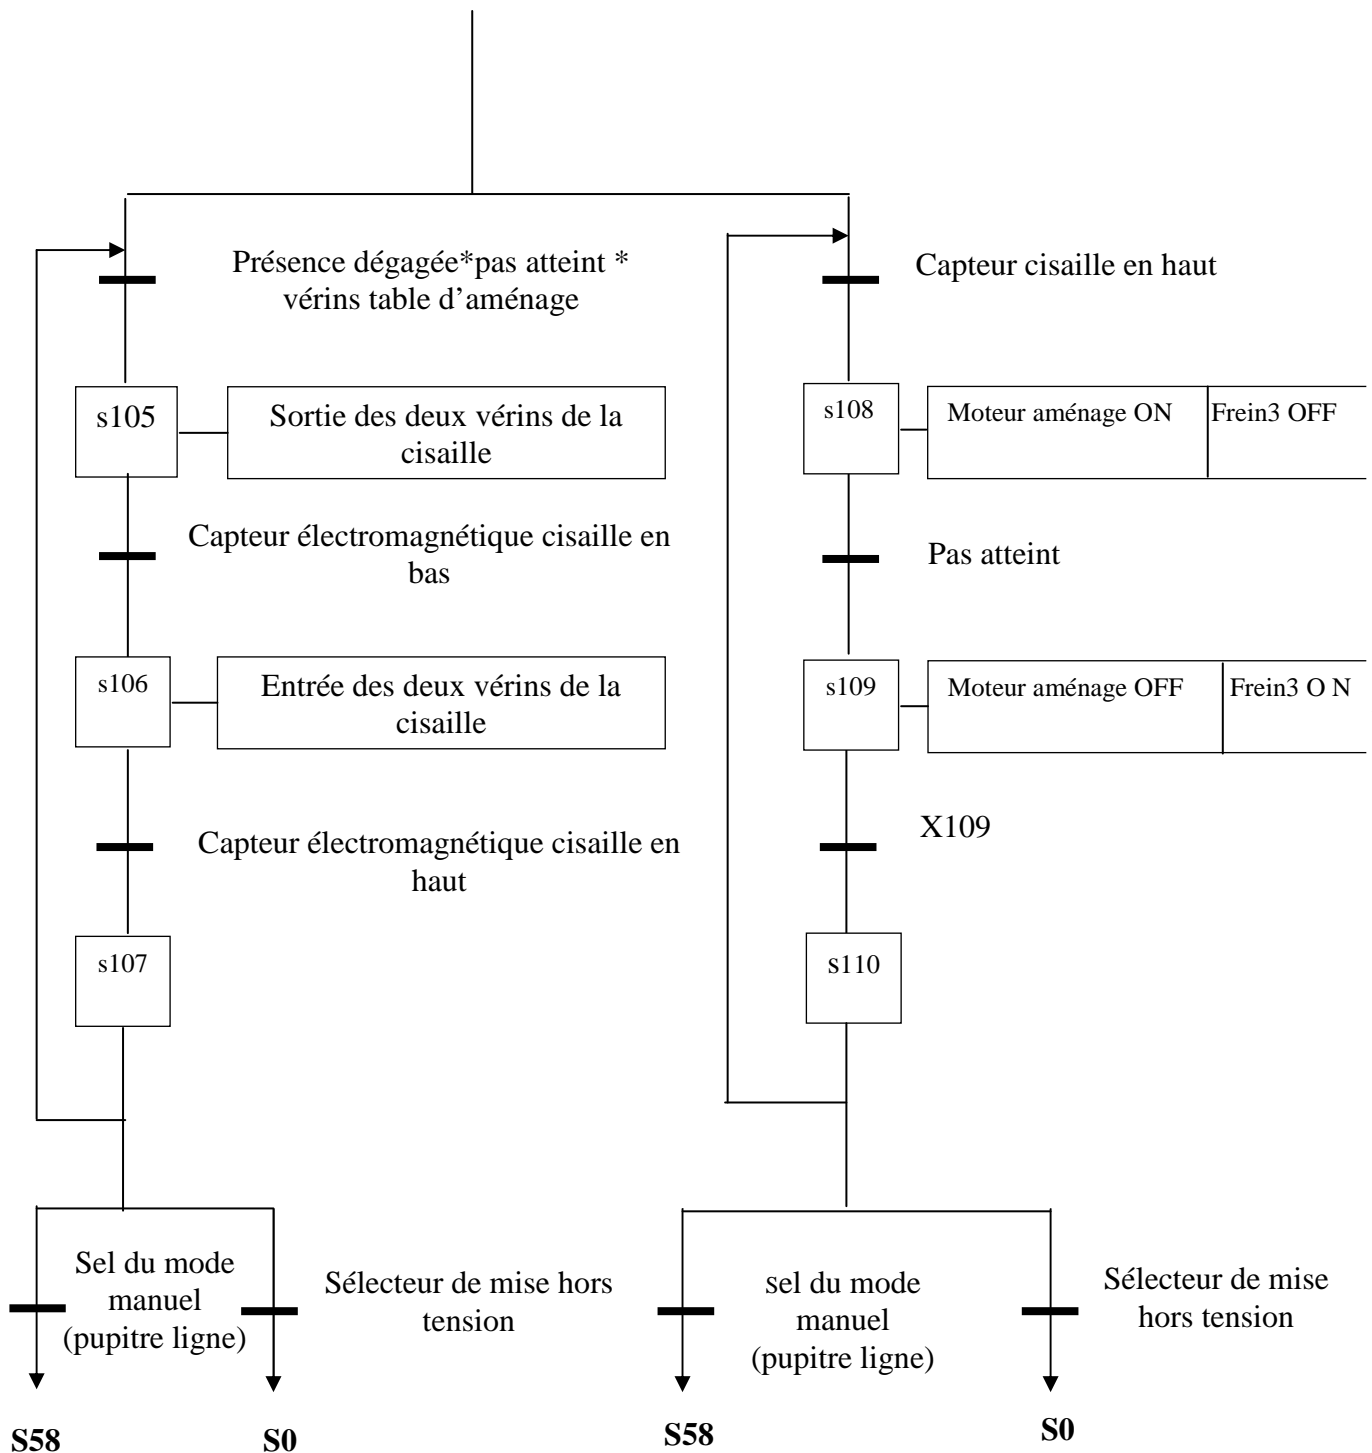 Présence dégagée*pas atteint *
vérins table d'aménage
s105
Sortie des deux vérins de la
cisaille
Capteur électromagnétique cisaille en
bas
s106
Entrée des deux vérins de la
cisaille
Capteur électromagnétique cisaille en
haut
s107
Sel du mode
manuel
(pupitre ligne)
Sélecteur de mise hors
tension
S58
S0
Capteur cisaille en haut
s108
Moteur aménage ON
Frein3 OFF
Pas atteint
s109
Moteur aménage OFF
Frein3 O N
X109
s110
sel du mode
manuel
(pupitre ligne)
Sélecteur de mise
hors tension
S58
S0